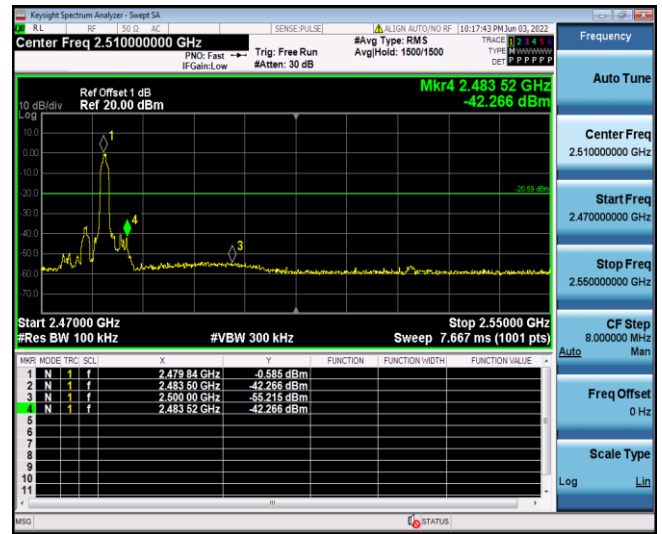 Keysight Spectrum Analyzer - Swept SA
RL RF 50 Ω AC SENSE:PULSE ALIGN AUTO/NO RF 10:17:43 PM Jun 03, 2022
Center Freq 2.510000000 GHz
PNO: Fast
IFGain:Low
Trig: Free Run
#Atten: 30 dB
#Avg Type: RMS
Avg|Hold: 1500/1500
TRACE 1 2 3 4 5 6
TYPE MWWWWW
DET P P P P P P
Mkr4 2.483 52 GHz
-42.266 dBm
Ref Offset 1 dB
10 dB/div Ref 20.00 dBm
Log
10.0
0.00
-10.0
-20.0
-30.0
-40.0
-50.0
-60.0
-70.0
1
4
3
-20.59 dBm
Start 2.47000 GHz Stop 2.55000 GHz
#Res BW 100 kHz #VBW 300 kHz Sweep 7.667 ms (1001 pts)
MKR MODE TRC SCL X Y FUNCTION FUNCTION WIDTH FUNCTION VALUE
1 N 1 f 2.479 84 GHz -0.585 dBm
2 N 1 f 2.483 50 GHz -42.266 dBm
3 N 1 f 2.500 00 GHz -55.215 dBm
4 N 1 f 2.483 52 GHz -42.266 dBm
5
6
7
8
9
10
11
MSG STATUS
Frequency
Auto Tune
Center Freq
2.510000000 GHz
Start Freq
2.470000000 GHz
Stop Freq
2.550000000 GHz
CF Step
8.000000 MHz
Auto Man
Freq Offset
0 Hz
Scale Type
Log Lin